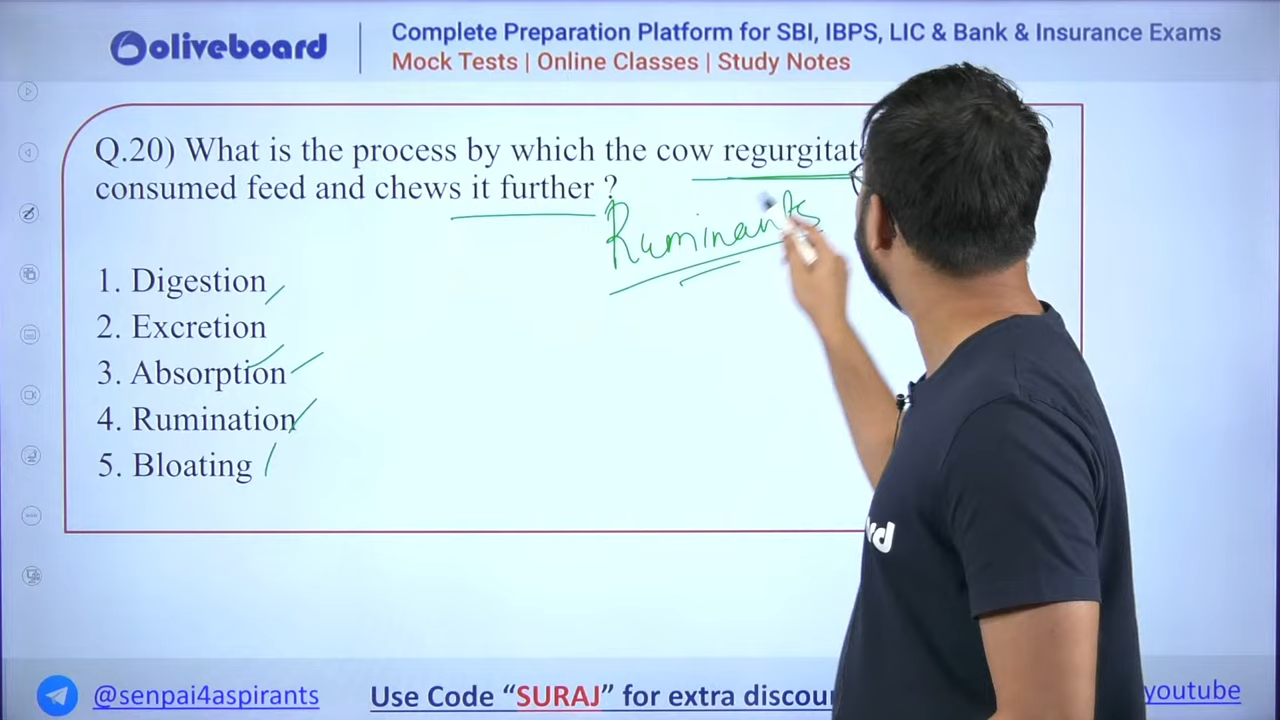 oliveboard
Complete Preparation Platform for SBI, IBPS, LIC & Bank & Insurance Exams
Mock Tests | Online Classes | Study Notes
Q.20) What is the process by which the cow regurgitat
consumed feed and chews it further ?
Ruminants
1. Digestion
2. Excretion
3. Absorption
4. Rumination
5. Bloating
@senpai4aspirants
Use Code “SURAJ” for extra discou
youtube